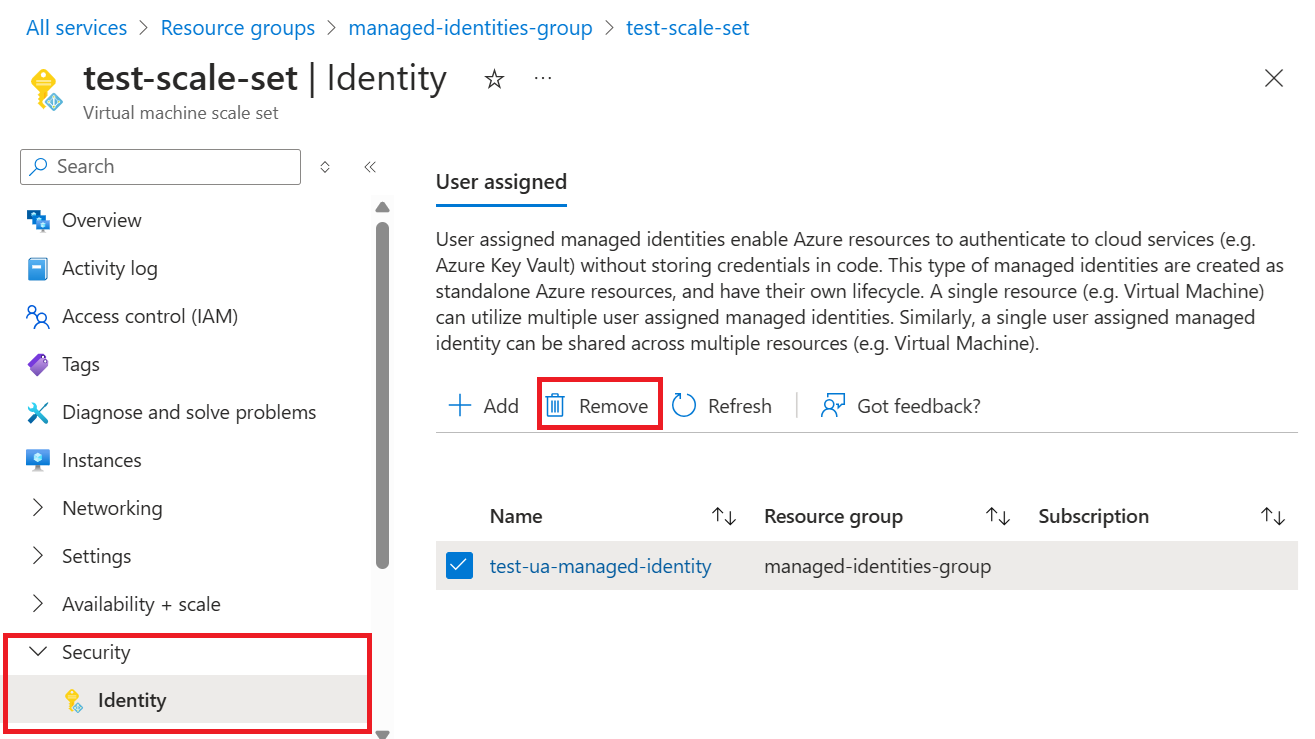 All services > Resource groups > managed-identities-group > test-scale-set
test-scale-set | Identity
Virtual machine scale set
Search
Overview
Activity log
Access control (IAM)
Tags
Diagnose and solve problems
Instances
Networking
Settings
Availability + scale
Security
Identity
User assigned
User assigned managed identities enable Azure resources to authenticate to cloud services (e.g.
Azure Key Vault) without storing credentials in code. This type of managed identities are created as
standalone Azure resources, and have their own lifecycle. A single resource (e.g. Virtual Machine)
can utilize multiple user assigned managed identities. Similarly, a single user assigned managed
identity can be shared across multiple resources (e.g. Virtual Machine).
Add Remove Refresh Got feedback?
Name Resource group Subscription
test-ua-managed-identity managed-identities-group